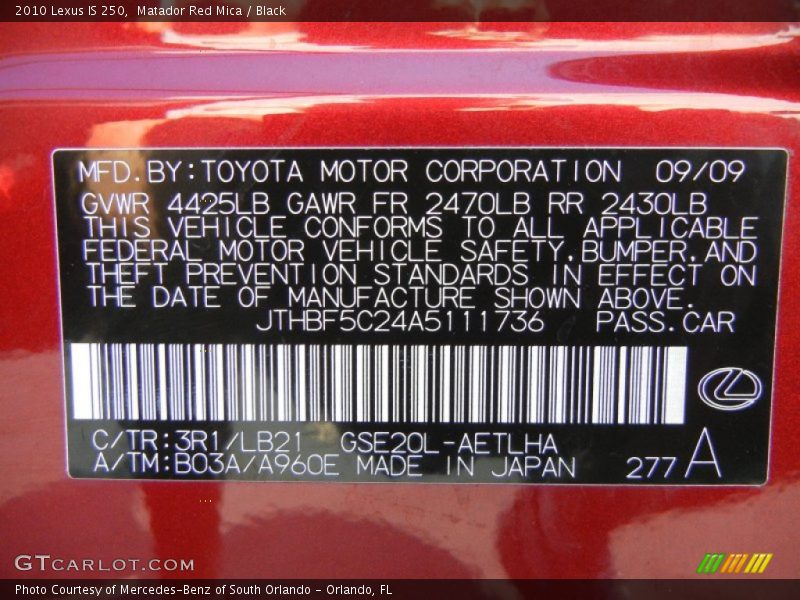 2010 Lexus IS 250, Matador Red Mica / Black
MFD.BY:TOYOTA MOTOR CORPORATION 09/09
GVWR 4425LB GAWR FR 2470LB RR 2430LB
THIS VEHICLE CONFORMS TO ALL APPLICABLE
FEDERAL MOTOR VEHICLE SAFETY,BUMPER,AND
THEFT PREVENTION STANDARDS IN EFFECT ON
THE DATE OF MANUFACTURE SHOWN ABOVE.
JTHBF5C24A5111736 PASS.CAR
C/TR:3R1/LB21 GSE20L-AETLHA
A/TM:B03A/A960E MADE IN JAPAN 277 A
GTCARLOT.COM
Photo Courtesy of Mercedes-Benz of South Orlando - Orlando, FL